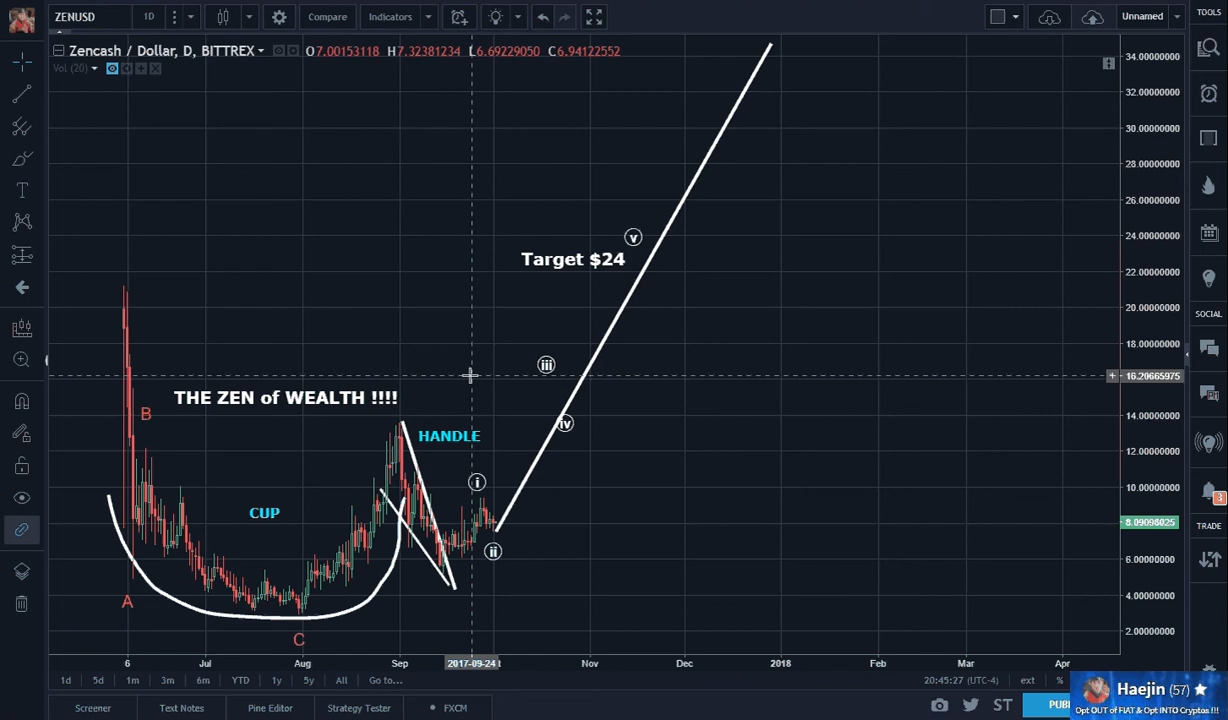 ZENUSD 1D Compare Indicators Unnamed TOOLS
Zencash / Dollar, D, BITTREX O7.00153118 H7.32381234 L6.69229050 C6.94122552
Vol (20)
34.00000000
32.00000000
30.00000000
28.00000000
26.00000000
24.00000000
22.00000000
20.00000000
18.00000000
16.20665975
14.00000000
12.00000000
10.00000000
8.09098025
6.00000000
4.00000000
2.00000000
v
Target $24
iii
iv
THE ZEN of WEALTH !!!!
B
HANDLE
i
CUP
ii
A
C
SOCIAL
3
TRADE
6 Jul Aug Sep 2017-09-24 t Nov Dec 2018 Feb Mar Apr
1d 5d 1m 3m 6m YTD 1y 5y All Go to... 20:45:27 (UTC-4) ext %
Screener Text Notes Pine Editor Strategy Tester FXCM ST PUB
Haejin (57)
Opt OUT of FIAT & Opt INTO Cryptos !!!